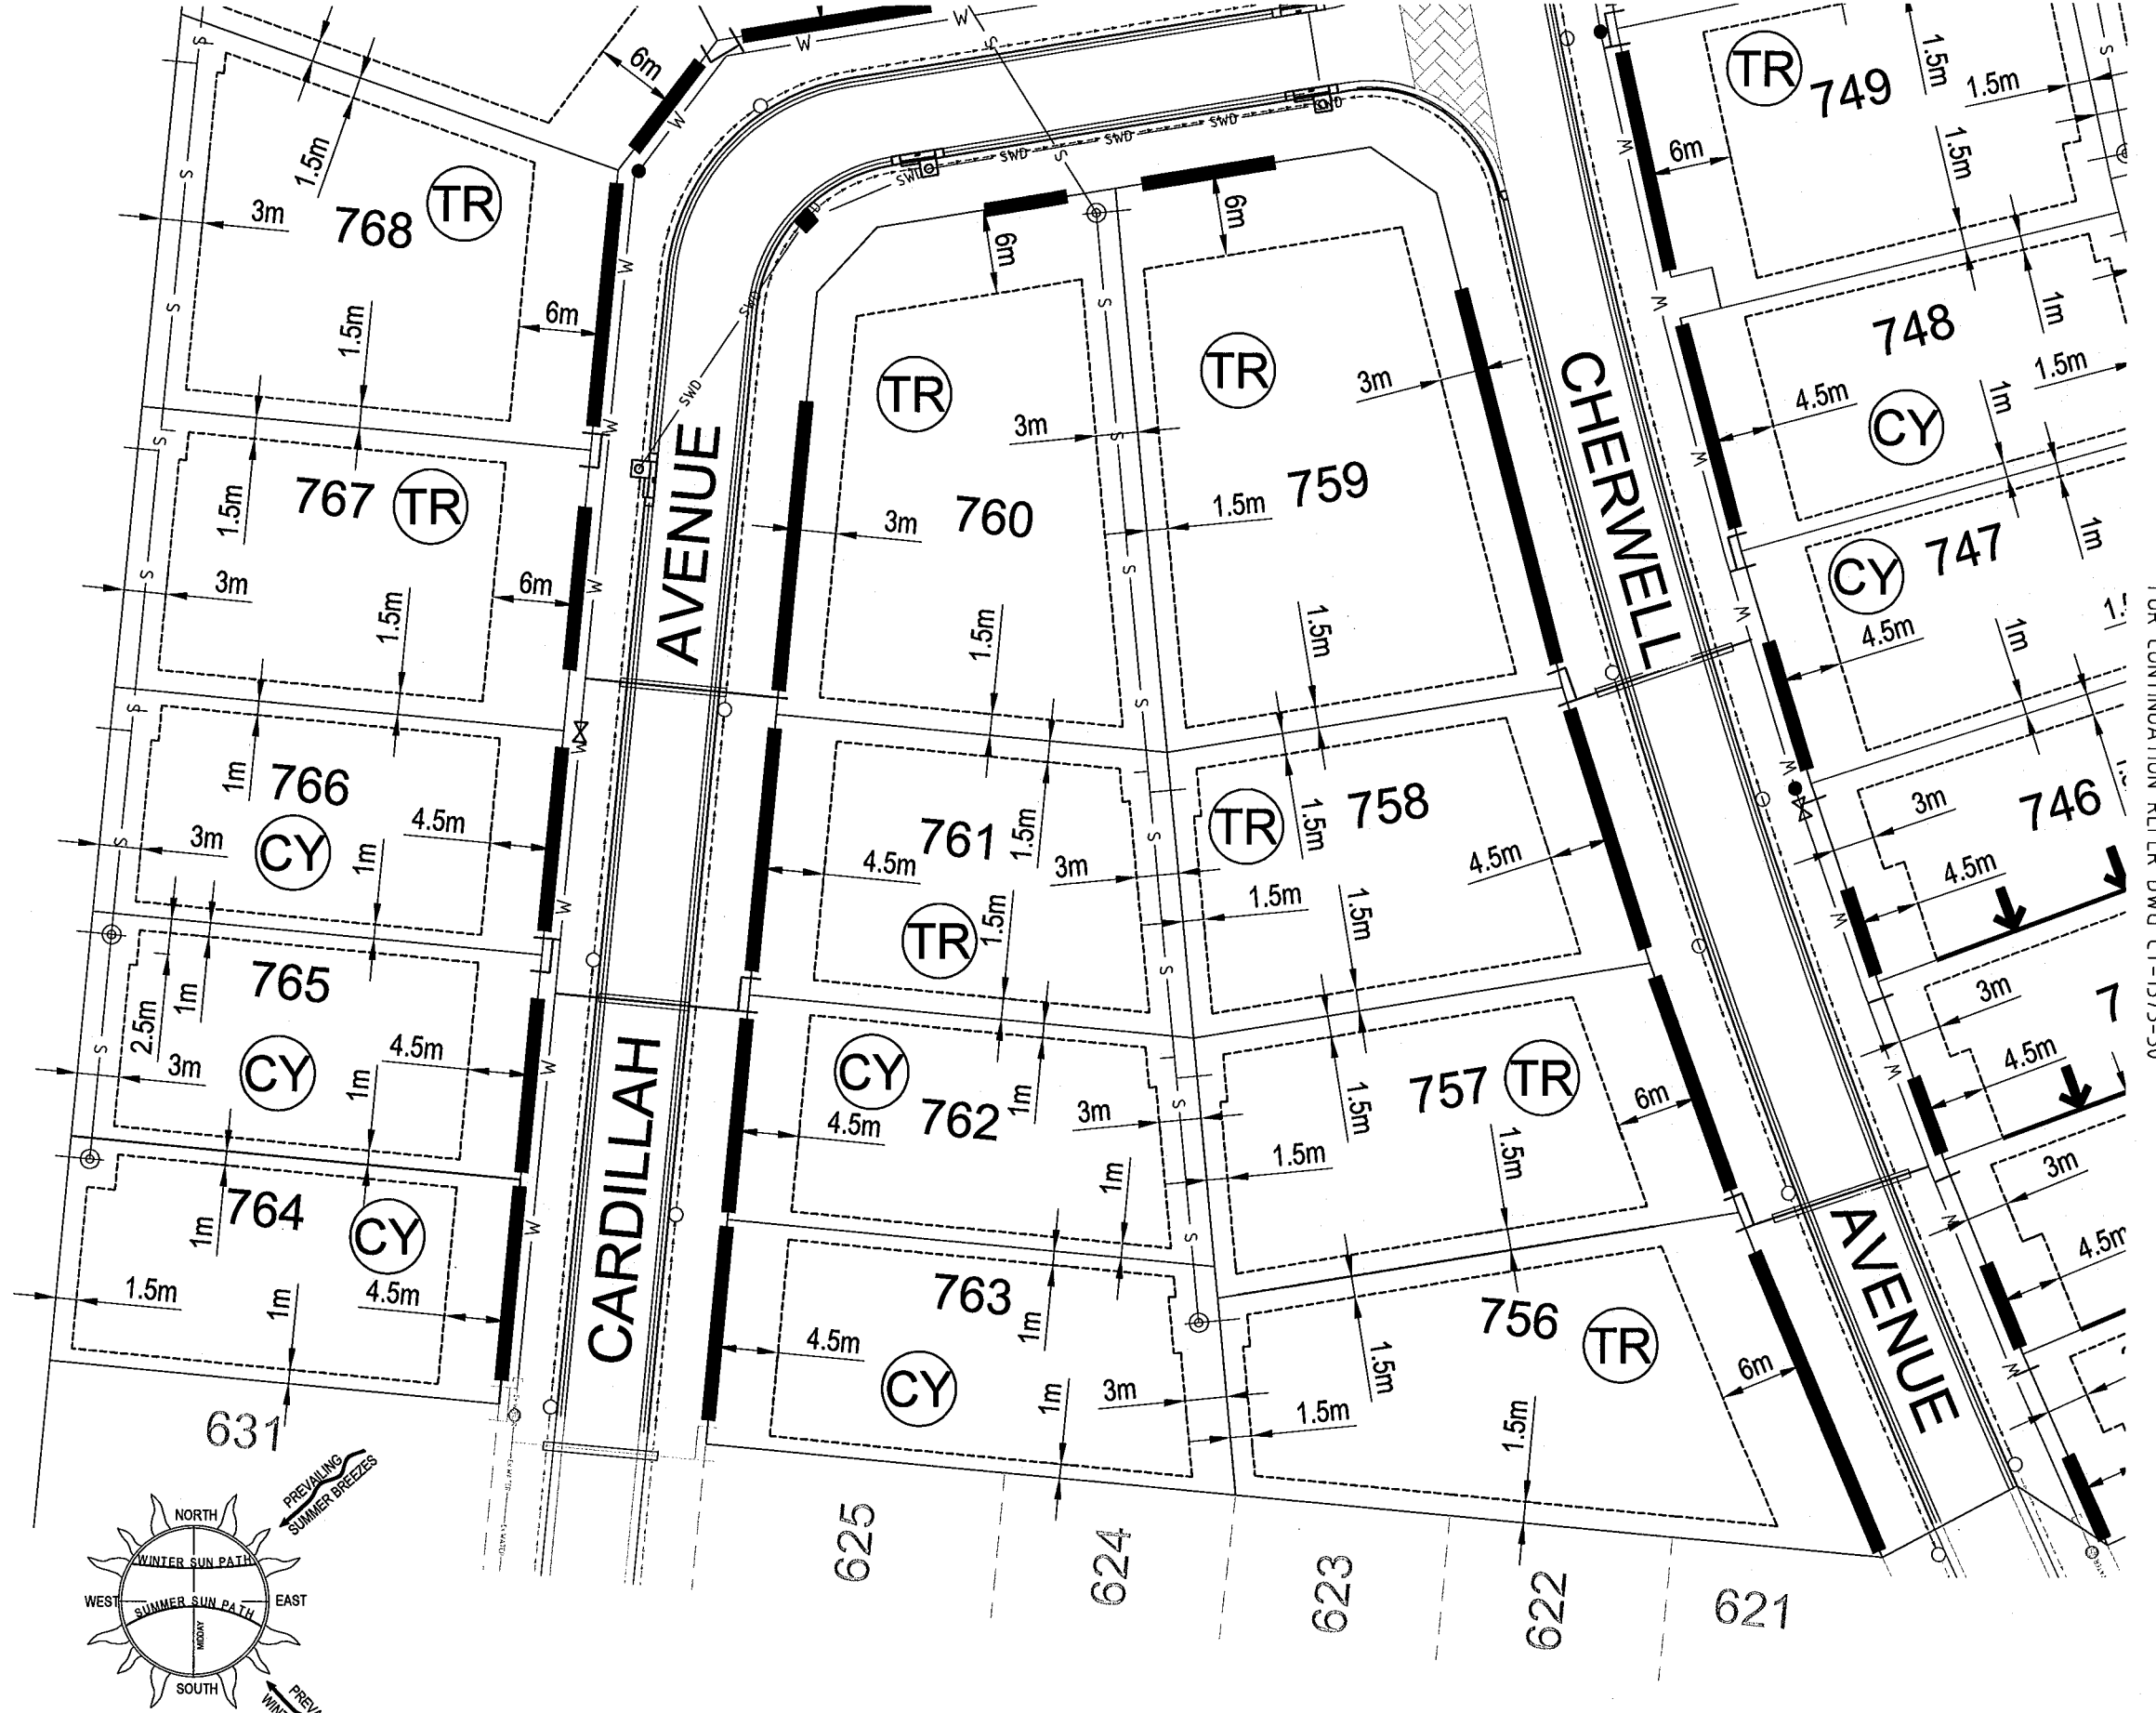 6m
1.5m
3m
768
TR
1.5m
6m
W
S
SWD
TR
749
1.5m
1.5m
1.5m
6m
6m
6m
748
1m
1.5m
4.5m
1m
CY
767
TR
1.5m
3m
1.5m
6m
AVENUE
TR
3m
3m
760
1.5m
TR
3m
759
1.5m
1.5m
CHERWELL
CY
747
1m
4.5m
1m
766
1m
3m
CY
1m
4.5m
761
4.5m
1.5m
3m
TR
1.5m
TR
758
1.5m
4.5m
1.5m
1.5m
3m
746
4.5m
765
1m
2.5m
3m
CY
1m
4.5m
CARDILLAH
CY
762
4.5m
1m
3m
1m
757
TR
1.5m
1.5m
1.5m
6m
3m
4.5m
764
1m
CY
1.5m
1m
4.5m
763
1m
4.5m
CY
1m
3m
756
TR
1.5m
1.5m
1.5m
6m
AVENUE
3m
4.5m
631
625
624
623
622
621
PREVAILING
SUMMER BREEZES
NORTH
WINTER SUN PATH
WEST
EAST
SUMMER SUN PATH
MIDDAY
SOUTH